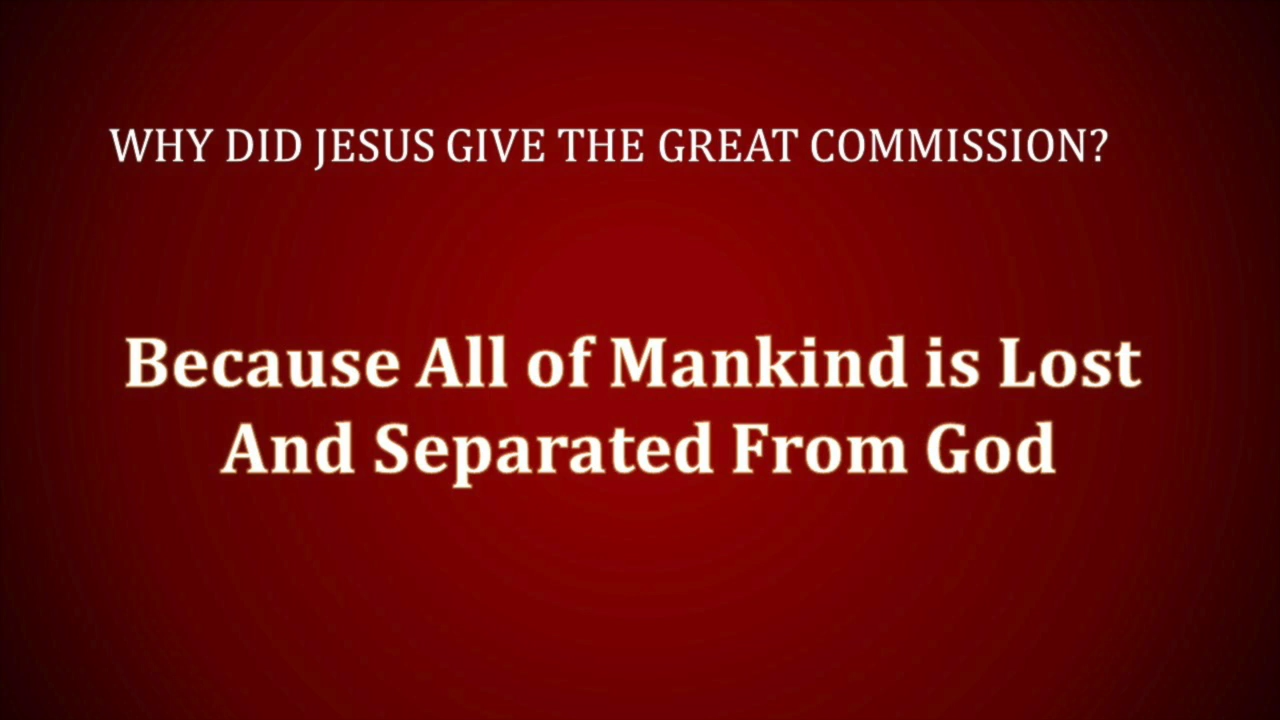 WHY DID JESUS GIVE THE GREAT COMMISSION?
Because All of Mankind is Lost
And Separated From God